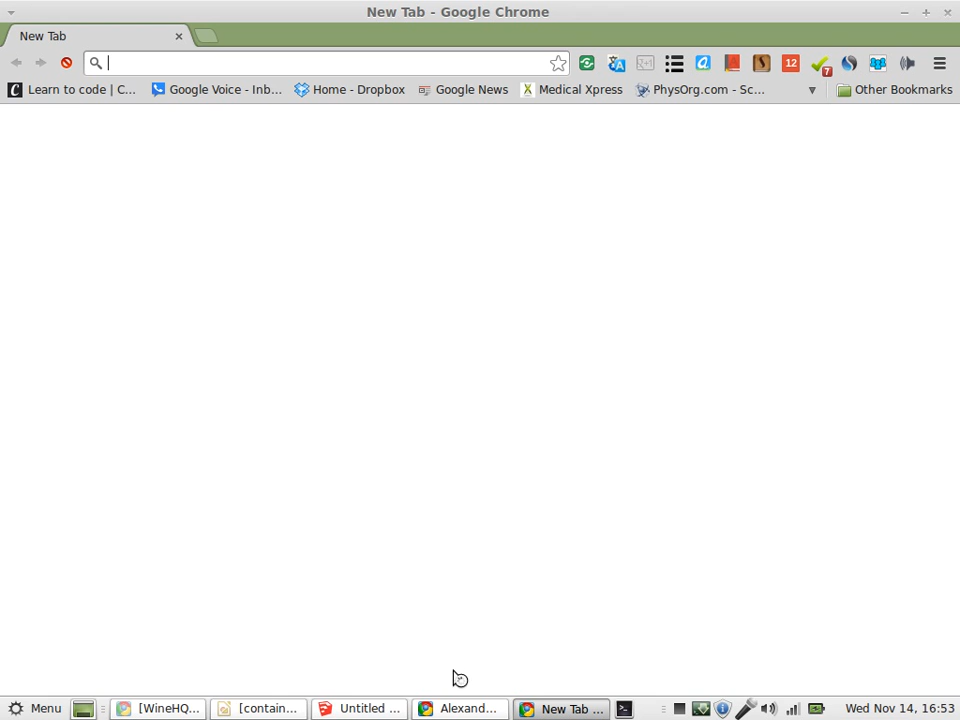 New Tab - Google Chrome
New Tab
Learn to code | C... Google Voice - Inb... Home - Dropbox Google News Medical Xpress PhysOrg.com - Sc... Other Bookmarks
12
7
Menu [WineHQ... [contain... Untitled ... Alexand... New Tab ... Wed Nov 14, 16:53